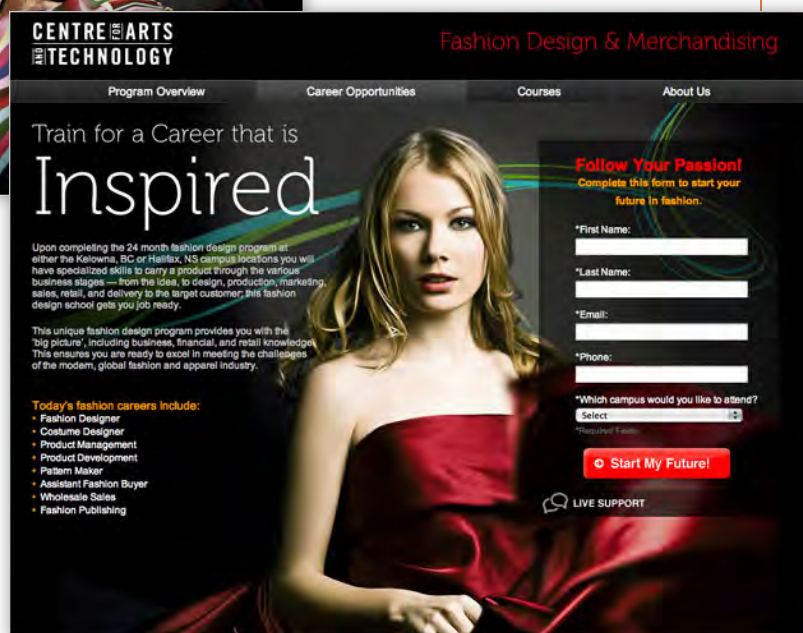 CENTRE FOR ARTS
AND TECHNOLOGY
Fashion Design & Merchandising
Program Overview
Career Opportunities
Courses
About Us
Train for a Career that is
Inspired
Upon completing the 24 month fashion design program at
either the Kelowna, BC or Halifax, NS campus locations you will
have specialized skills to carry a product through the various
business stages — from the idea, to design, production, marketing,
sales, retail, and delivery to the target customer; this fashion
design school gets you job ready.
This unique fashion design program provides you with the
'big picture', including business, financial, and retail knowledge.
This ensures you are ready to excel in meeting the challenges
of the modern, global fashion and apparel industry.
Today's fashion careers include:
• Fashion Designer
• Costume Designer
• Product Management
• Product Development
• Pattern Maker
• Assistant Fashion Buyer
• Wholesale Sales
• Fashion Publishing
Follow Your Passion!
Complete this form to start your
future in fashion.
*First Name:
*Last Name:
*Email:
*Phone:
*Which campus would you like to attend?
Select
*Required Fields
Start My Future!
LIVE SUPPORT